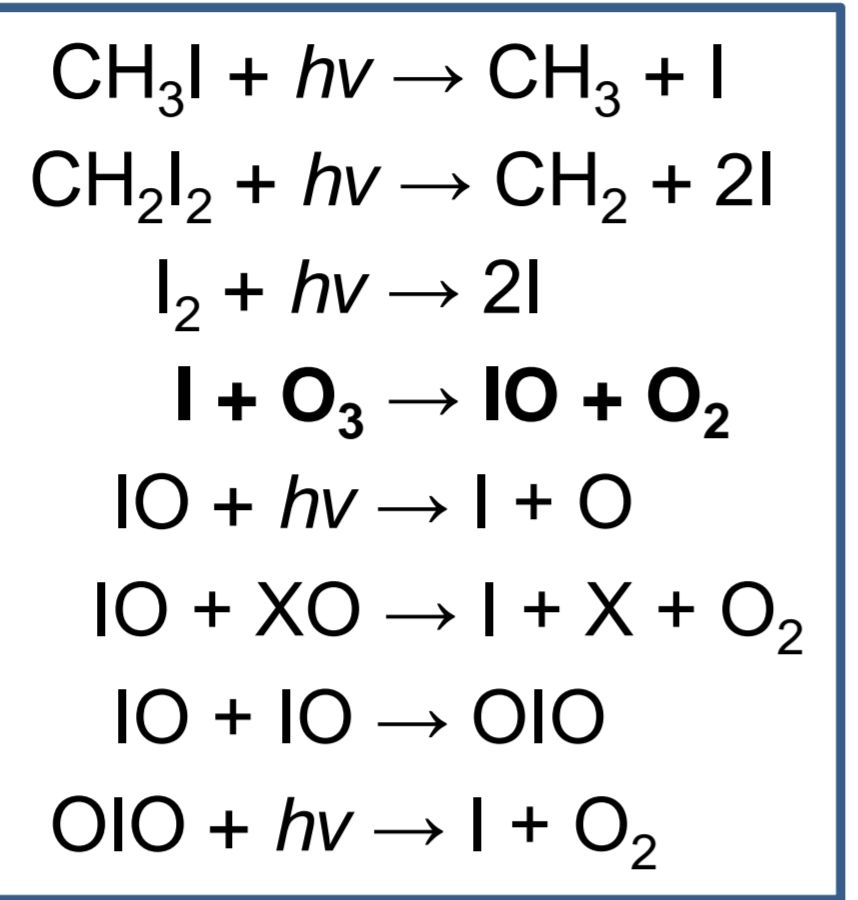 CH₃I + hv → CH₃ + I
CH₂I₂ + hv → CH₂ + 2I
I₂ + hv → 2I
I + O₃ → IO + O₂
IO + hv → I + O
IO + XO → I + X + O₂
IO + IO → OIO
OIO + hv → I + O₂